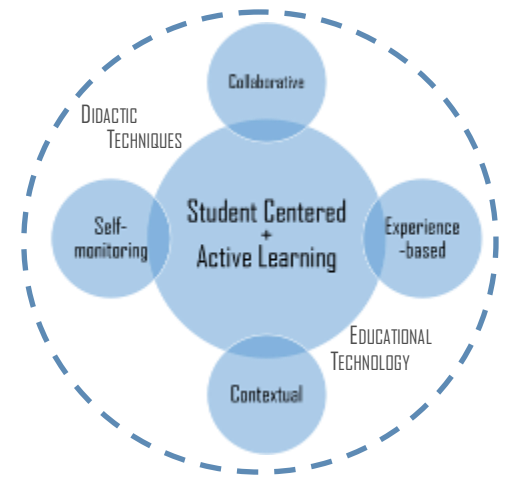 Collaborative
DIDACTIC
TECHNIQUES
Student Centered
+
Active Learning
Self-
monitoring
Experience
-based
EDUCATIONAL
TECHNOLOGY
Contextual